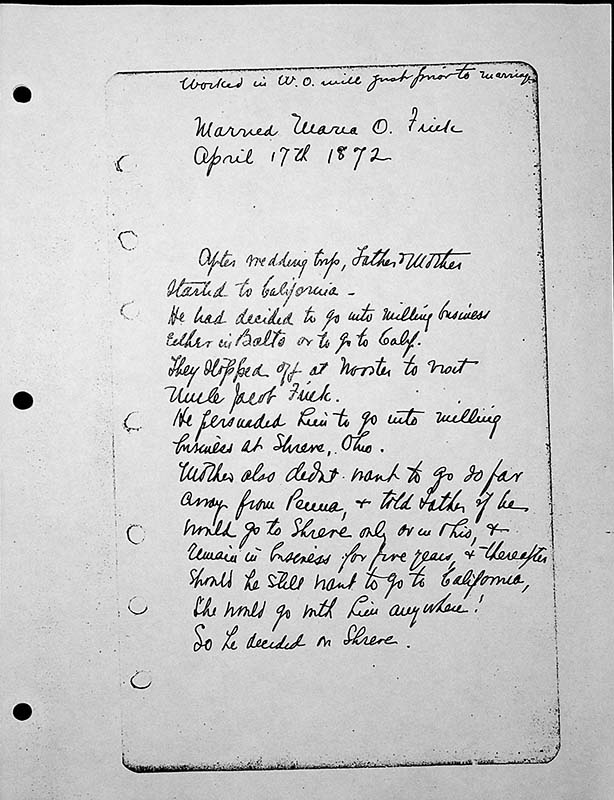 Worked in W. O. mill just prior to marriage
Married Maria O. Frick
April 17th 1872
After wedding trip, Father & Mother
started to California –
He had decided to go into milling business
Either in Balto or to go to Calif.
They stopped off at Wooster to visit
Uncle Jacob Frick.
He persuaded him to go into milling
business at Shreve, Ohio.
Mother also didnt want to go so far
away from Penna, & told Father if he
would go to Shreve only or in Ohio, &
remain in business for five years, & thereafter
should he still want to go to California,
she would go with him anywhere!
So he decided on Shreve.